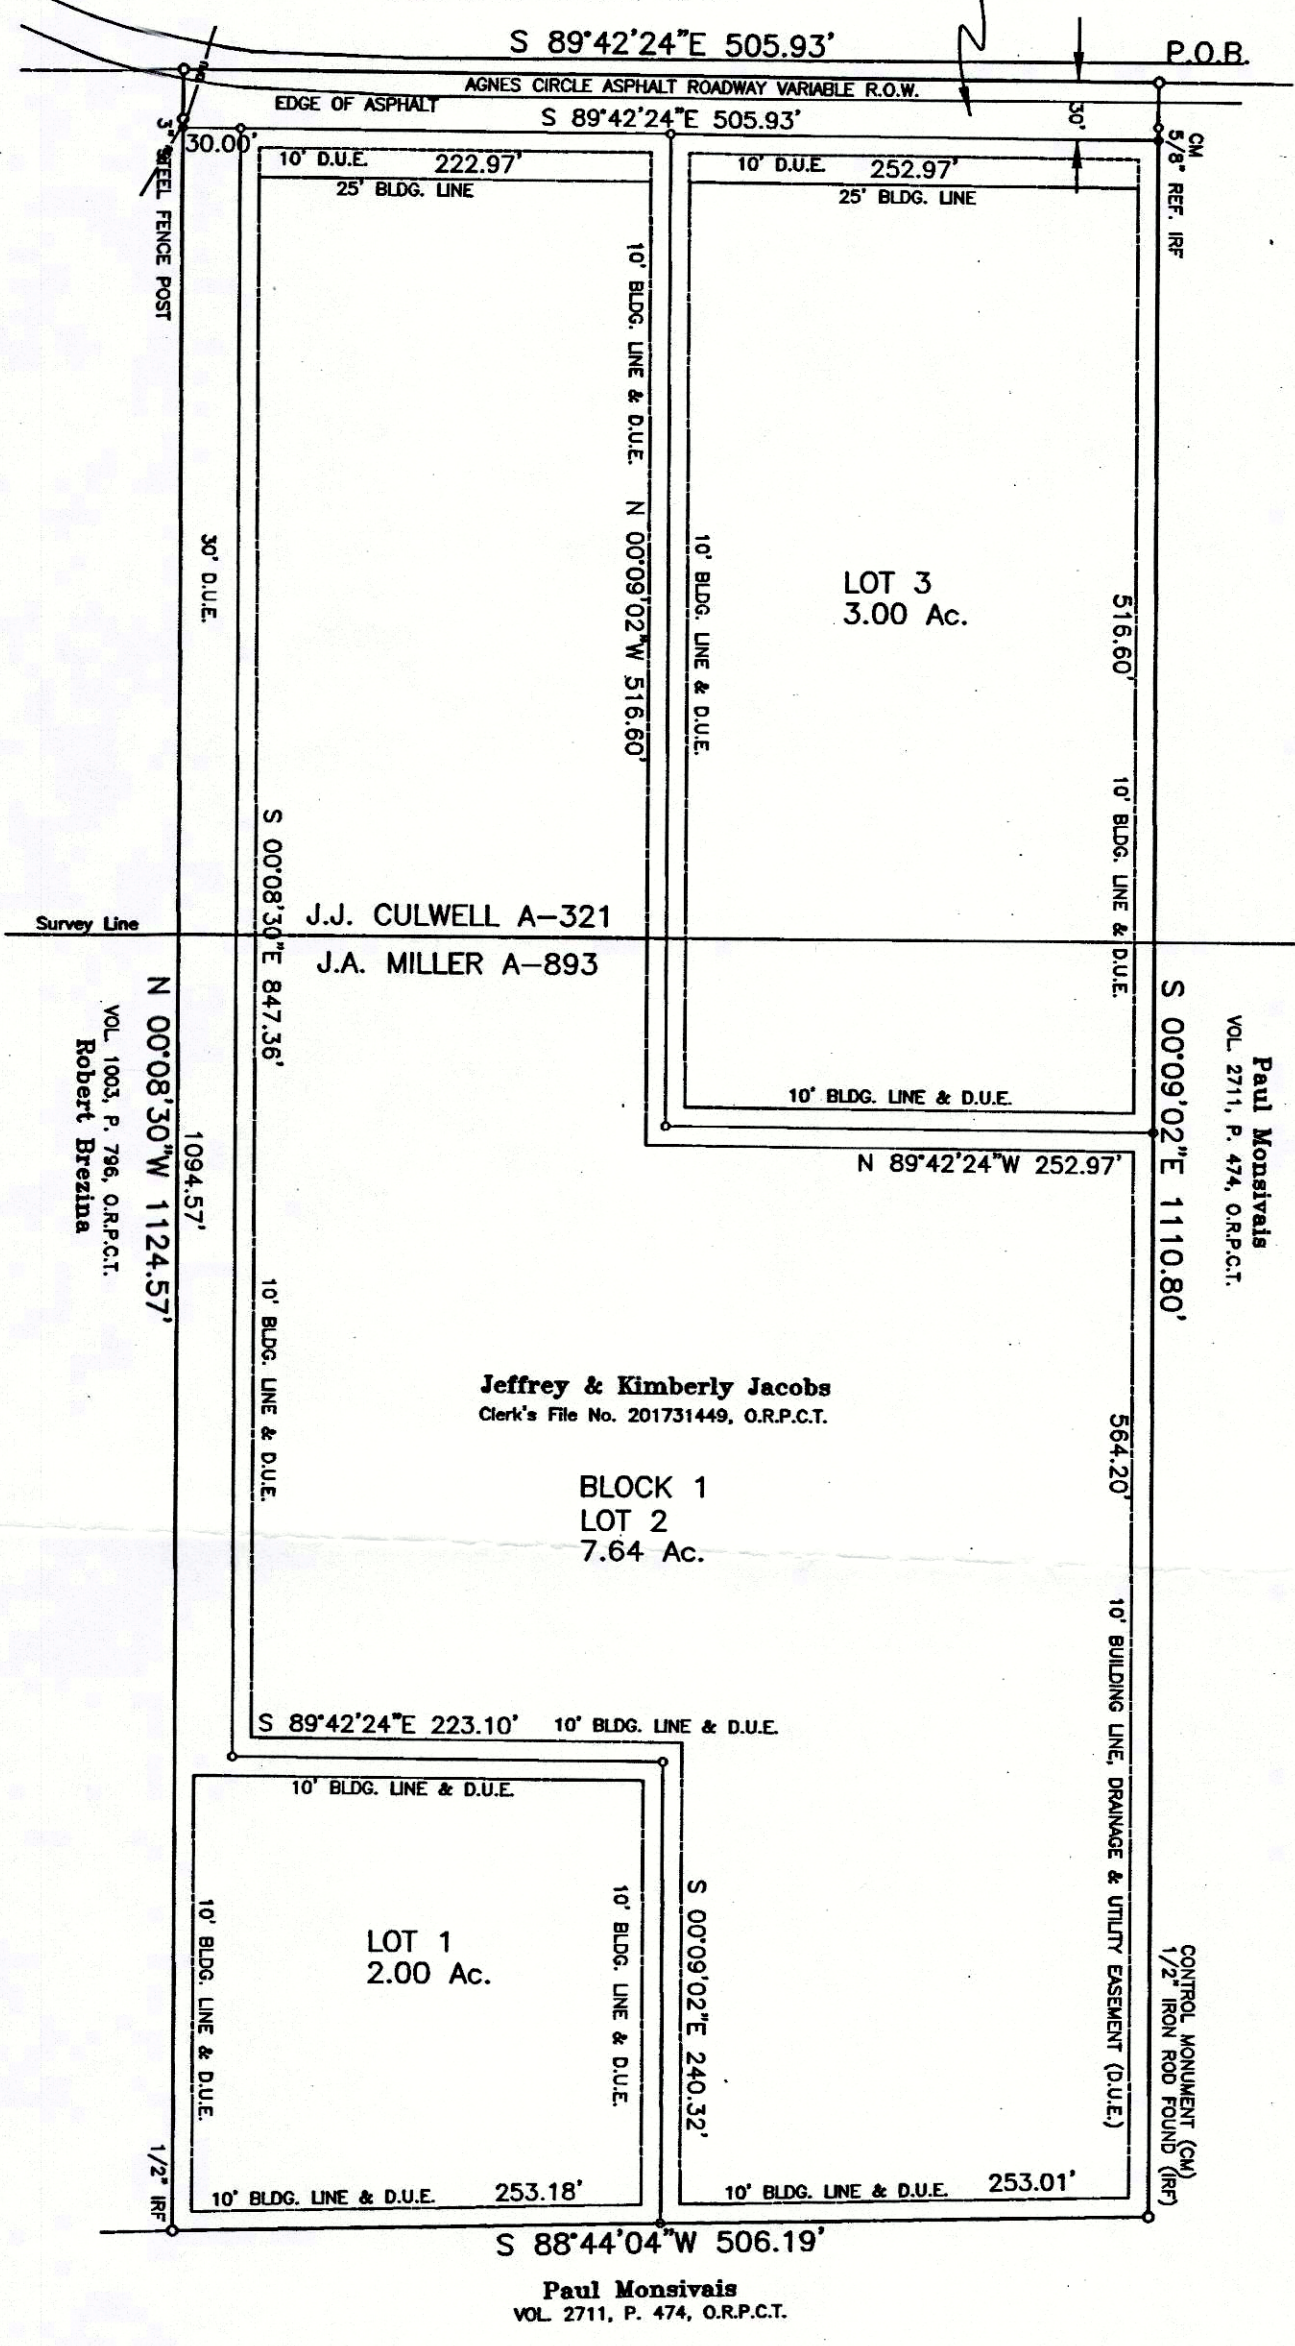 S 89°42'24"E 505.93'
P.O.B.
AGNES CIRCLE ASPHALT ROADWAY VARIABLE R.O.W.
EDGE OF ASPHALT
S 89°42'24"E 505.93'
30'
30.00'
3" STEEL FENCE POST
CM
5/8" REF. IRF
10' D.U.E.
222.97'
25' BLDG. LINE
10' D.U.E.
252.97'
25' BLDG. LINE
10' BLDG. LINE & D.U.E.
N 00°09'02"W 516.60'
30' D.U.E.
10' BLDG. LINE & D.U.E.
LOT 3
3.00 Ac.
516.60'
10' BLDG. LINE & D.U.E.
S 00°08'30"E 847.36'
Survey Line
J.J. CULWELL A-321
J.A. MILLER A-893
N 00°08'30"W 1124.57'
1094.57'
VOL. 1003, P. 796, O.R.P.C.T.
Robert Brezina
S 00°09'02"E 1110.80'
Paul Monsivais
VOL. 2711, P. 474, O.R.P.C.T.
10' BLDG. LINE & D.U.E.
N 89°42'24"W 252.97'
10' BLDG. LINE & D.U.E.
Jeffrey & Kimberly Jacobs
Clerk's File No. 201731449, O.R.P.C.T.
564.20'
BLOCK 1
LOT 2
7.64 Ac.
10' BUILDING LINE, DRAINAGE & UTILITY EASEMENT (D.U.E.)
S 89°42'24"E 223.10'
10' BLDG. LINE & D.U.E.
10' BLDG. LINE & D.U.E.
10' BLDG. LINE & D.U.E.
LOT 1
2.00 Ac.
10' BLDG. LINE & D.U.E.
S 00°09'02"E 240.32'
CONTROL MONUMENT (CM)
1/2" IRON ROD FOUND (IRF)
1/2" IRF
10' BLDG. LINE & D.U.E.
253.18'
10' BLDG. LINE & D.U.E.
253.01'
S 88°44'04"W 506.19'
Paul Monsivais
VOL. 2711, P. 474, O.R.P.C.T.